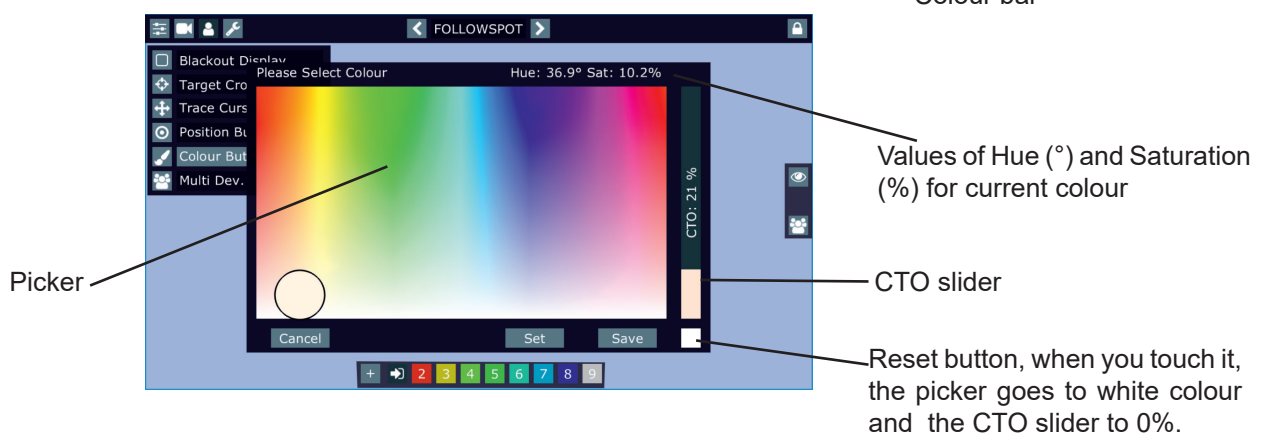 Colour bar
FOLLOWSPOT
Blackout Display
Please Select Colour
Hue: 36.9° Sat: 10.2%
Target Cro
Trace Curs
Position Bu
Colour But
Multi Dev.
CTO: 21 %
Values of Hue (°) and Saturation
(%) for current colour
Picker
CTO slider
Cancel
Set
Save
Reset button, when you touch it,
the picker goes to white colour
and the CTO slider to 0%.
+ 2 3 4 5 6 7 8 9